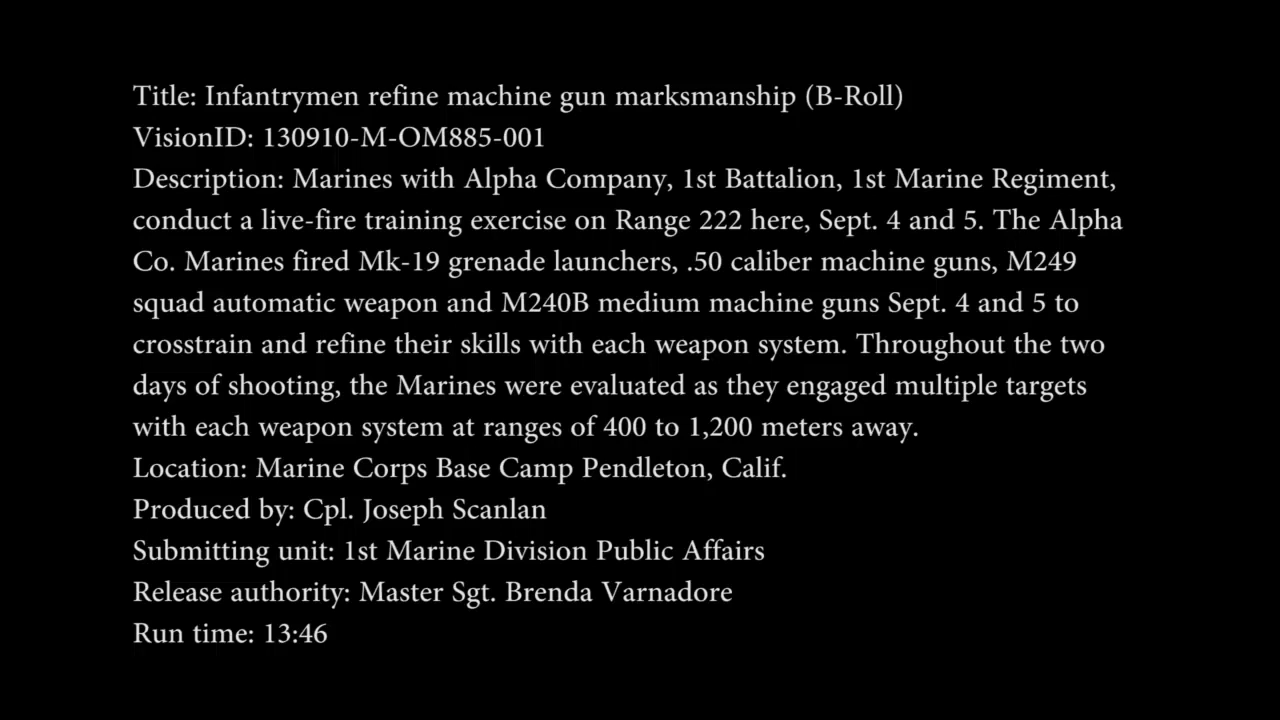 Title: Infantrymen refine machine gun marksmanship (B-Roll)
VisionID: 130910-M-OM885-001
Description: Marines with Alpha Company, 1st Battalion, 1st Marine Regiment,
conduct a live-fire training exercise on Range 222 here, Sept. 4 and 5. The Alpha
Co. Marines fired Mk-19 grenade launchers, .50 caliber machine guns, M249
squad automatic weapon and M240B medium machine guns Sept. 4 and 5 to
crosstrain and refine their skills with each weapon system. Throughout the two
days of shooting, the Marines were evaluated as they engaged multiple targets
with each weapon system at ranges of 400 to 1,200 meters away.
Location: Marine Corps Base Camp Pendleton, Calif.
Produced by: Cpl. Joseph Scanlan
Submitting unit: 1st Marine Division Public Affairs
Release authority: Master Sgt. Brenda Varnadore
Run time: 13:46